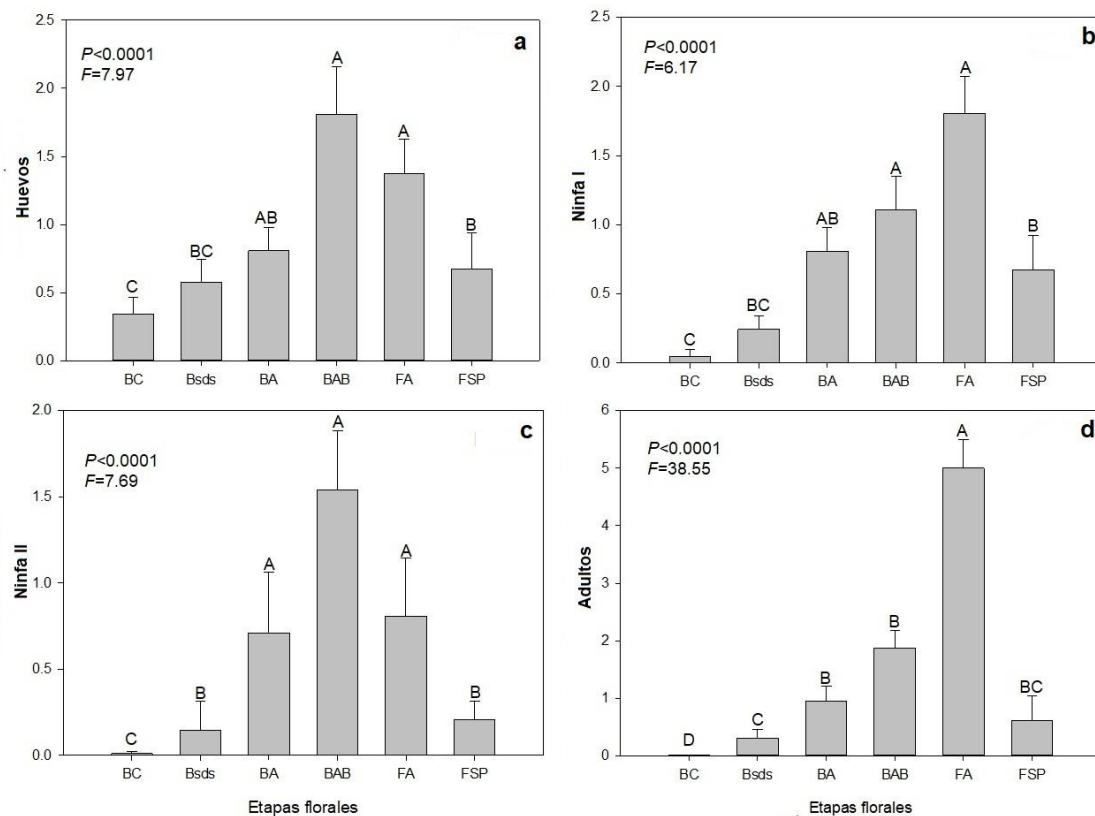 a
P<0.0001
F=7.97
Huevos
2.5
2.0
1.5
1.0
0.5
0.0
C
BC
AB
A
A
B
BC
Bsds
BA
BAB
FA
FSP
b
P<0.0001
F=6.17
Ninfa I
2.5
2.0
1.5
1.0
0.5
0.0
C
BC
AB
A
A
B
BC
Bsds
BA
BAB
FA
FSP
c
P<0.0001
F=7.69
Ninfa II
2.0
1.5
1.0
0.5
0.0
C
B
A
A
A
B
BC
Bsds
BA
BAB
FA
FSP
Etapas florales
d
P<0.0001
F=38.55
Adultos
6
5
4
3
2
1
0
D
C
B
B
A
BC
BC
Bsds
BA
BAB
FA
FSP
Etapas florales